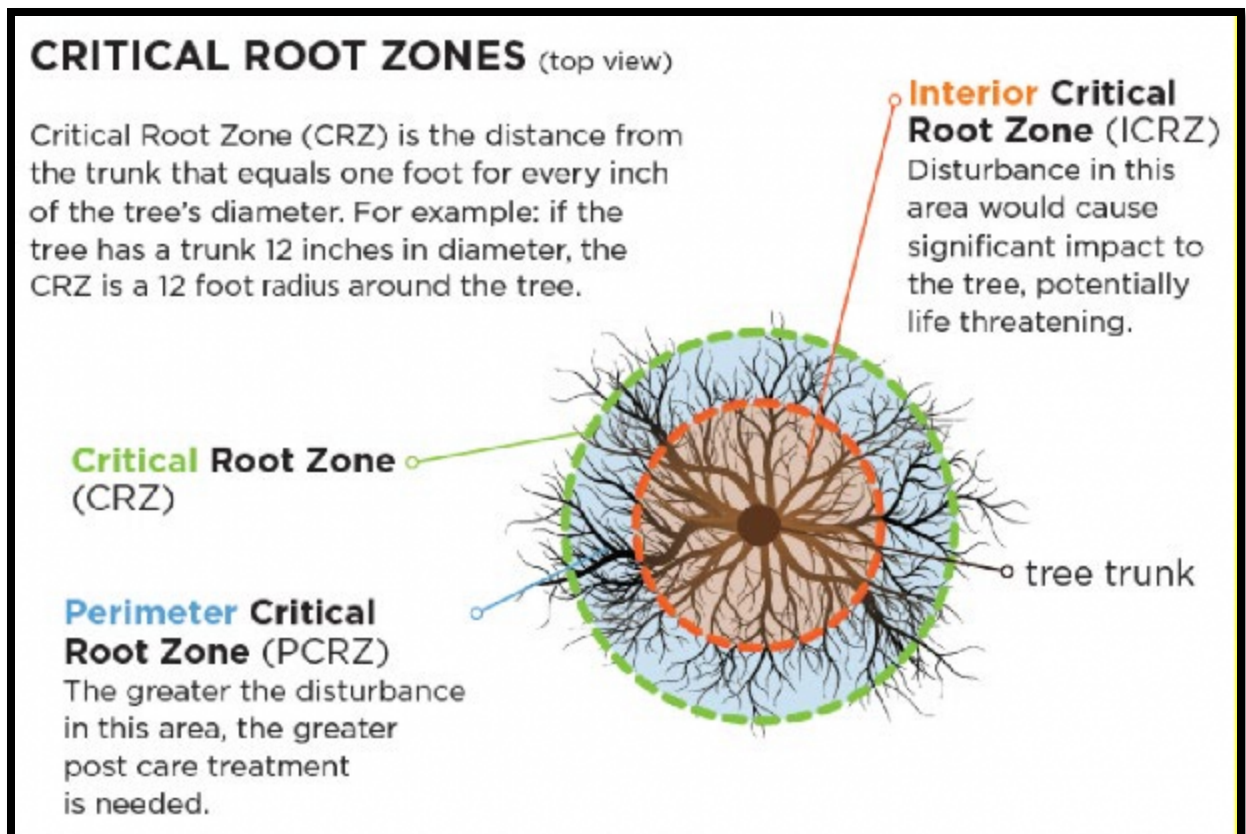 CRITICAL ROOT ZONES (top view)
Critical Root Zone (CRZ) is the distance from
the trunk that equals one foot for every inch
of the tree's diameter. For example: if the
tree has a trunk 12 inches in diameter, the
CRZ is a 12 foot radius around the tree.
Interior Critical
Root Zone (ICRZ)
Disturbance in this
area would cause
significant impact to
the tree, potentially
life threatening.
Critical Root Zone
(CRZ)
tree trunk
Perimeter Critical
Root Zone (PCRZ)
The greater the disturbance
in this area, the greater
post care treatment
is needed.